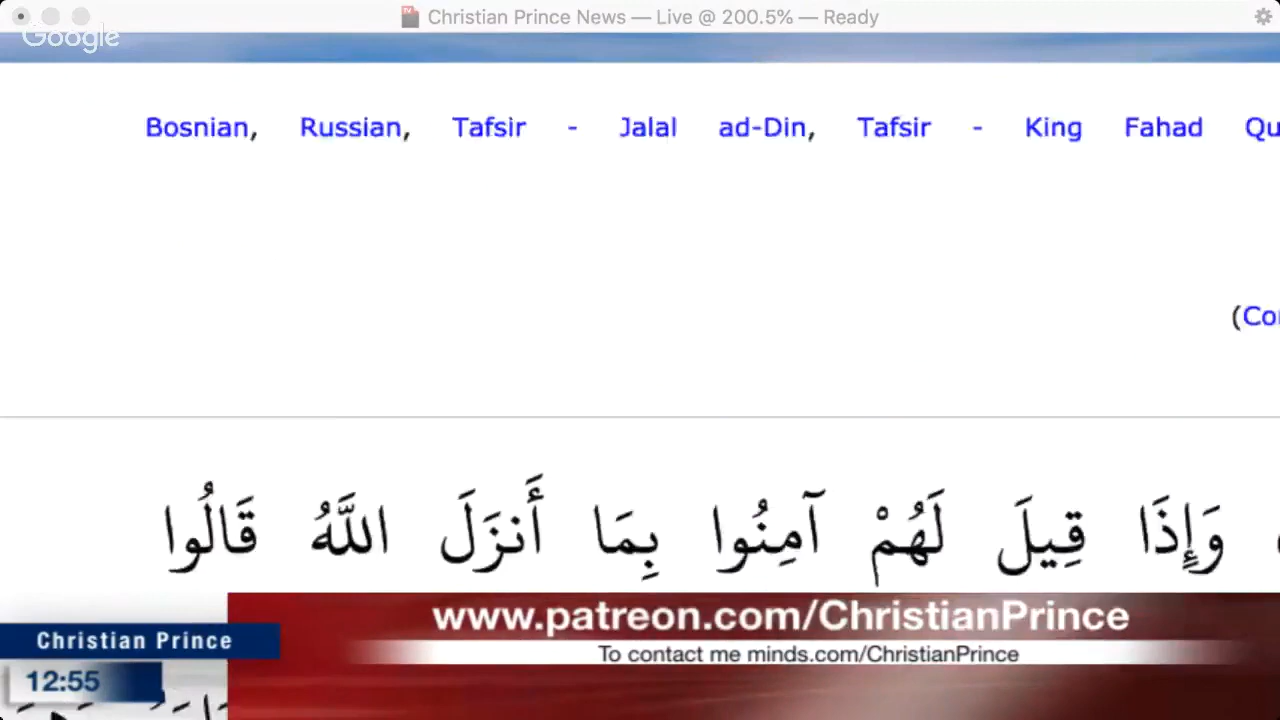 Christian Prince News — Live @ 200.5% — Ready
Google
Bosnian, Russian, Tafsir - Jalal ad-Din, Tafsir - King Fahad Qu
(Co
وَإِذَا قِيلَ لَهُمْ آمِنُوا بِمَا أَنزَلَ اللَّهُ قَالُوا
www.patreon.com/ChristianPrince
Christian Prince
To contact me minds.com/ChristianPrince
12:55